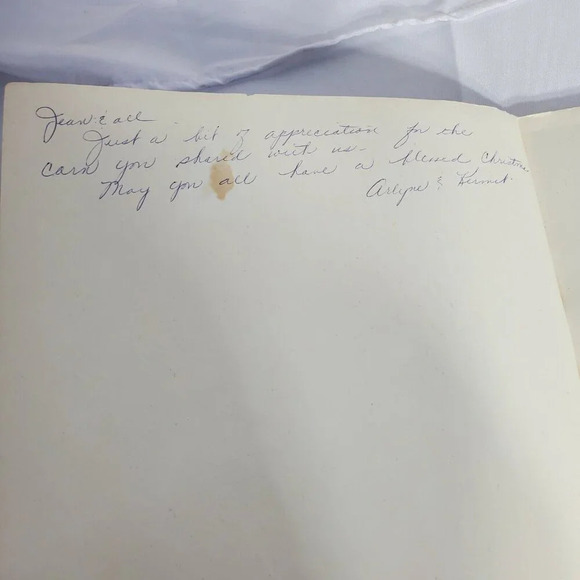 Jean & all
Just a bit of appreciation for the
corn you shared with us.
May you all have a blessed Christmas
Arlyne & Kermit.